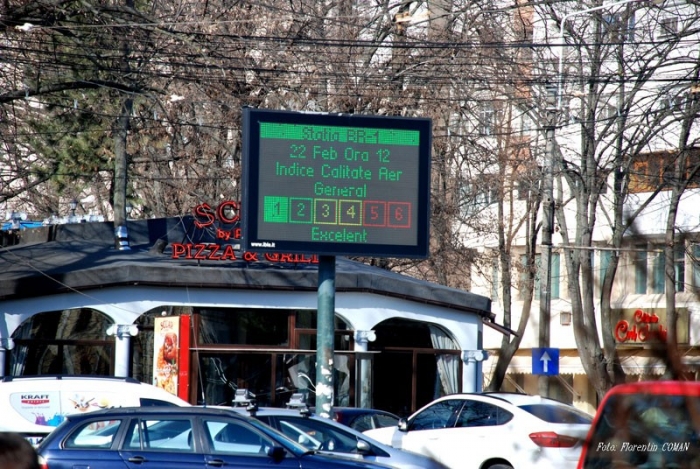 Statia BR-1
22 Feb Ora 12
Indice Calitate Aer
General
1 2 3 4 5 6
Excelent
PIZZA & GRILL
KRAFT
Foto: Florentin COMAN